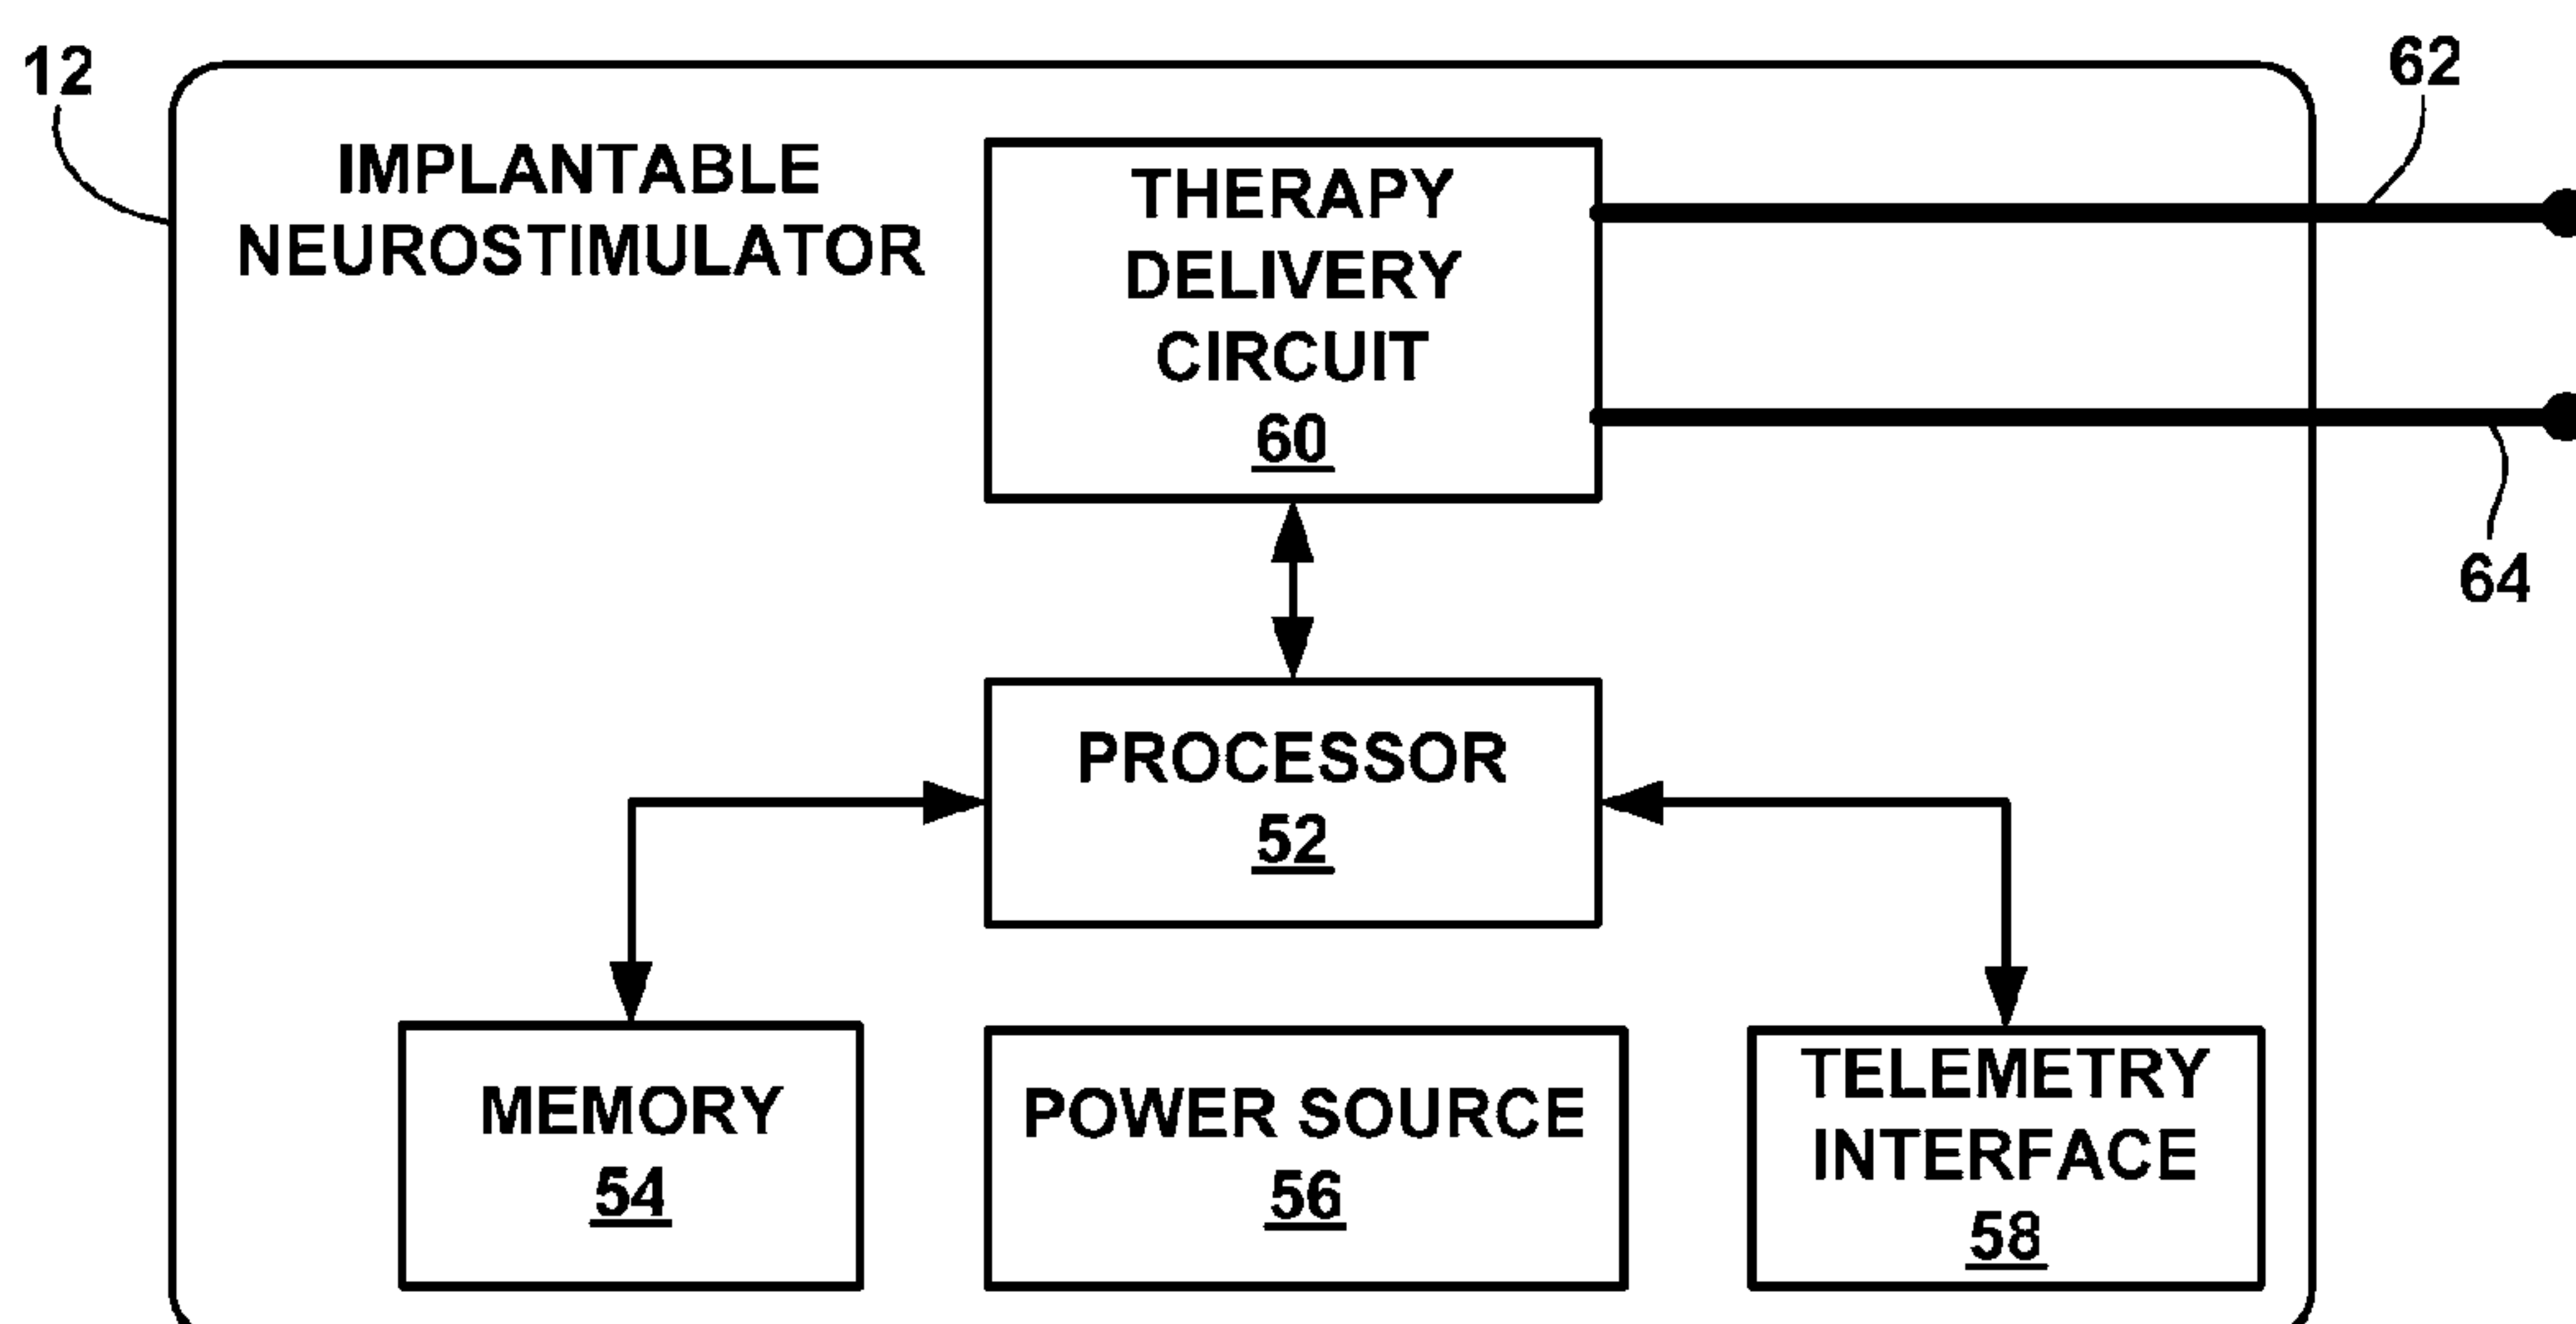 12
62
IMPLANTABLE
NEUROSTIMULATOR
THERAPY
DELIVERY
CIRCUIT
60
64
PROCESSOR
52
MEMORY
54
POWER SOURCE
56
TELEMETRY
INTERFACE
58